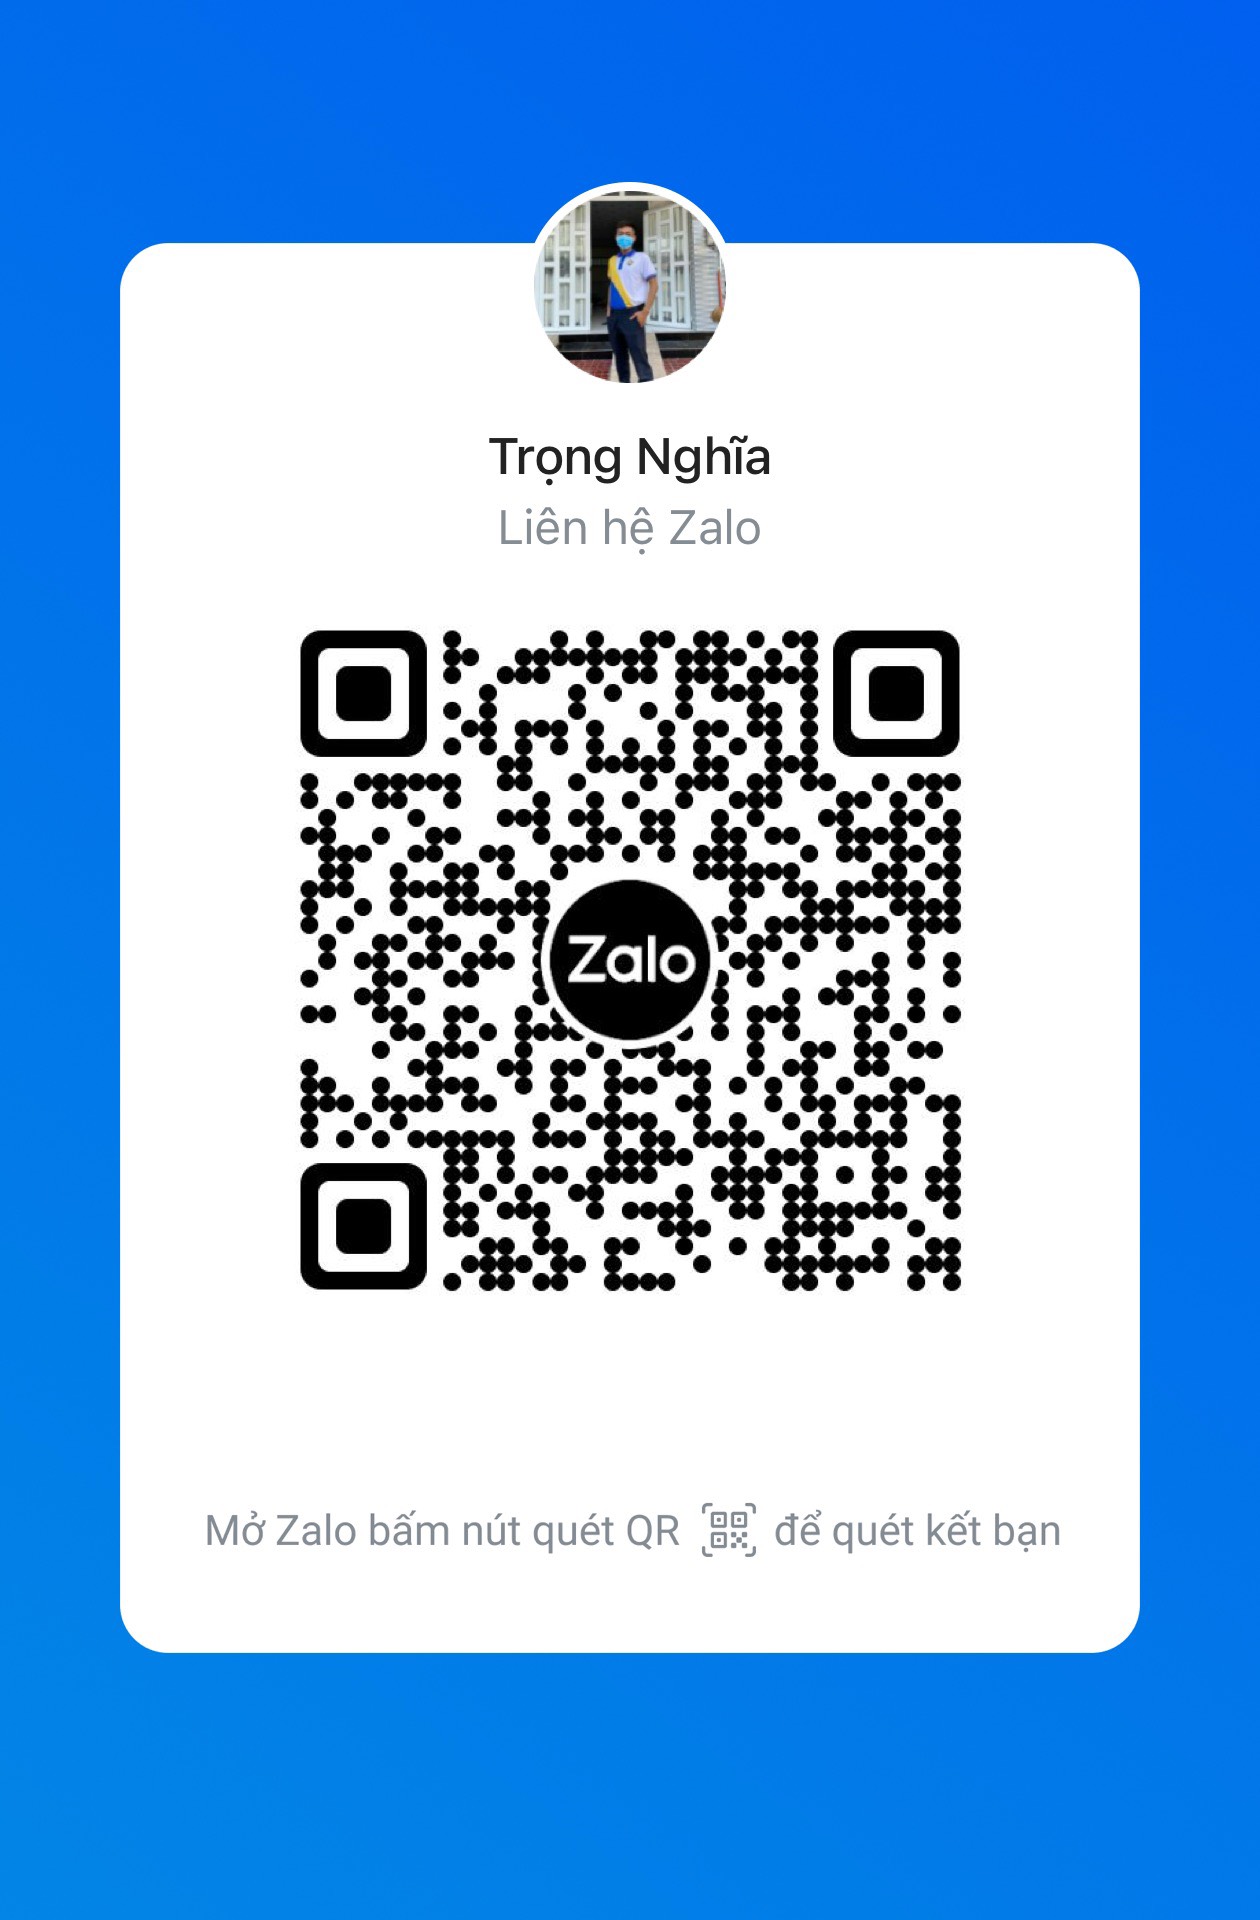 Trọng Nghĩa
Liên hệ Zalo
Zalo
Mở Zalo bấm nút quét QR để quét kết bạn